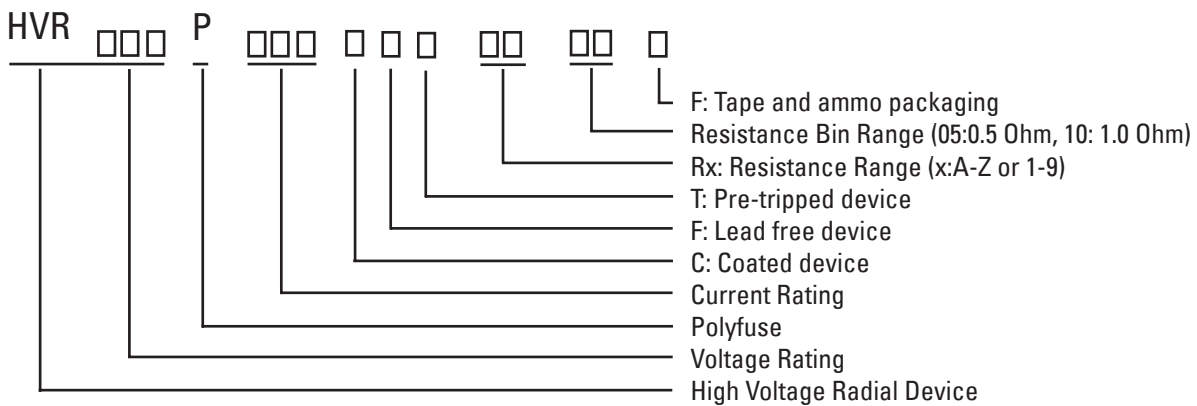 HVR □□□ P □□□ □ □ □ □□ □□ □
F: Tape and ammo packaging
Resistance Bin Range (05:0.5 Ohm, 10: 1.0 Ohm)
Rx: Resistance Range (x:A-Z or 1-9)
T: Pre-tripped device
F: Lead free device
C: Coated device
Current Rating
Polyfuse
Voltage Rating
High Voltage Radial Device